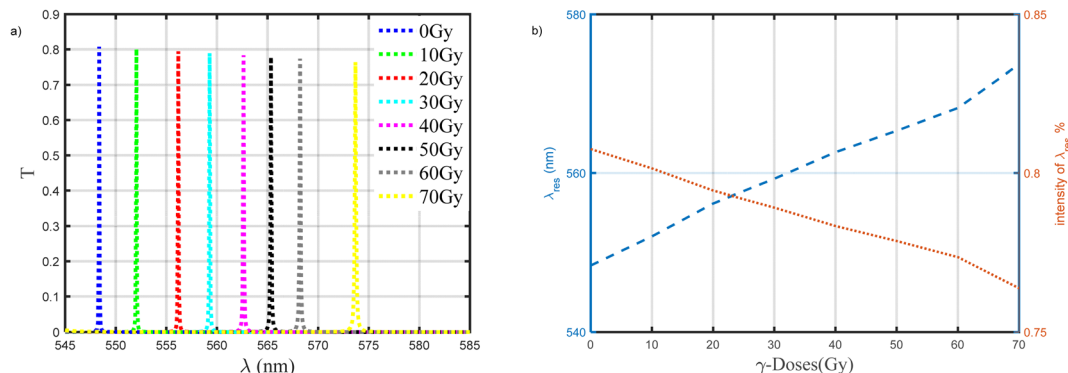 a)
0.9
0.8
0.7
0.6
0.5
0.4
0.3
0.2
0.1
0
T
545
550
555
560
565
570
575
580
585
λ (nm)
0Gy
10Gy
20Gy
30Gy
40Gy
50Gy
60Gy
70Gy
b)
580
560
540
λres (nm)
0.85
0.8
0.75
intensity of λres %
0
10
20
30
40
50
60
70
γ-Doses(Gy)